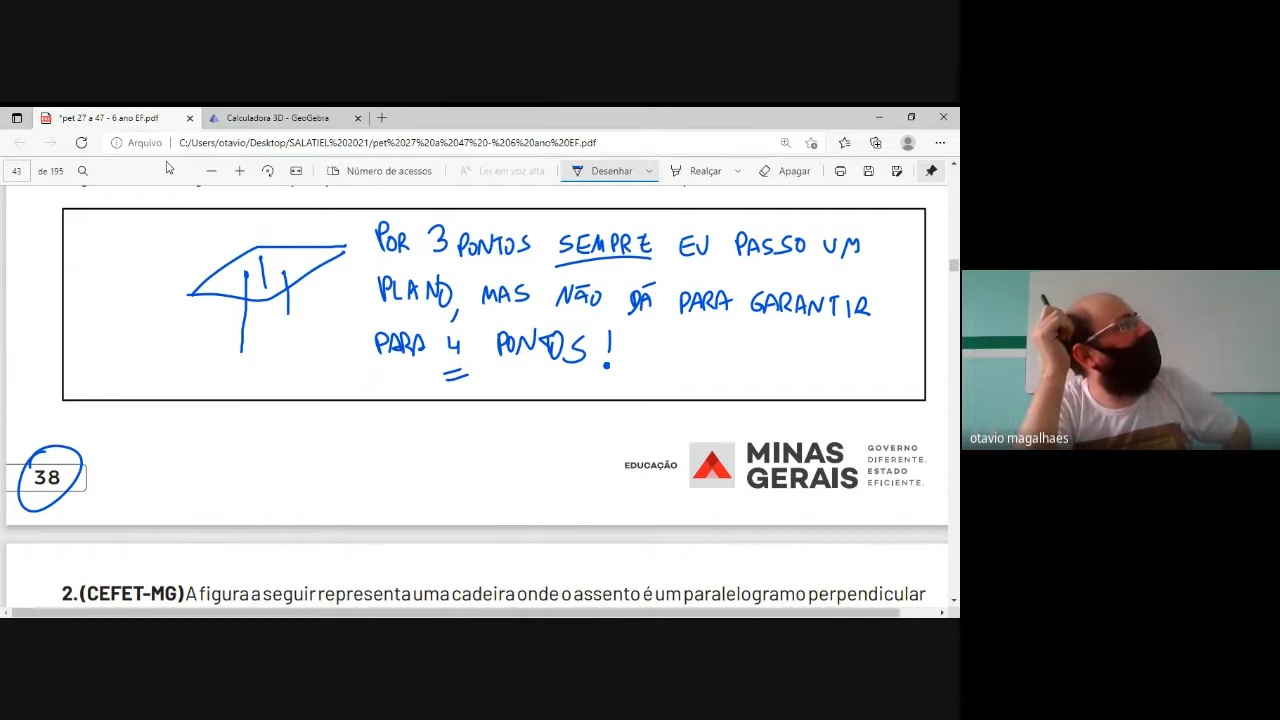 *pet 27 a 47 - 6 ano EF.pdf
Calculadora 3D - GeoGebra
Arquivo
C:/Users/otavio/Desktop/SALATIEL%202021/pet%2027%20a%2047%20-%206%20ano%20EF.pdf
43 de 195
Número de acessos
Ler em voz alta
Desenhar
Realçar
Apagar
POR 3 PONTOS SEMPRE EU PASSO UM
PLANO, MAS NÃO DÁ PARA GARANTIR
PARA 4 PONTOS!
38
EDUCAÇÃO
MINAS
GERAIS
GOVERNO
DIFERENTE.
ESTADO
EFICIENTE.
2.(CEFET-MG) A figura a seguir representa uma cadeira onde o assento é um paralelogramo perpendicular
otavio magalhaes